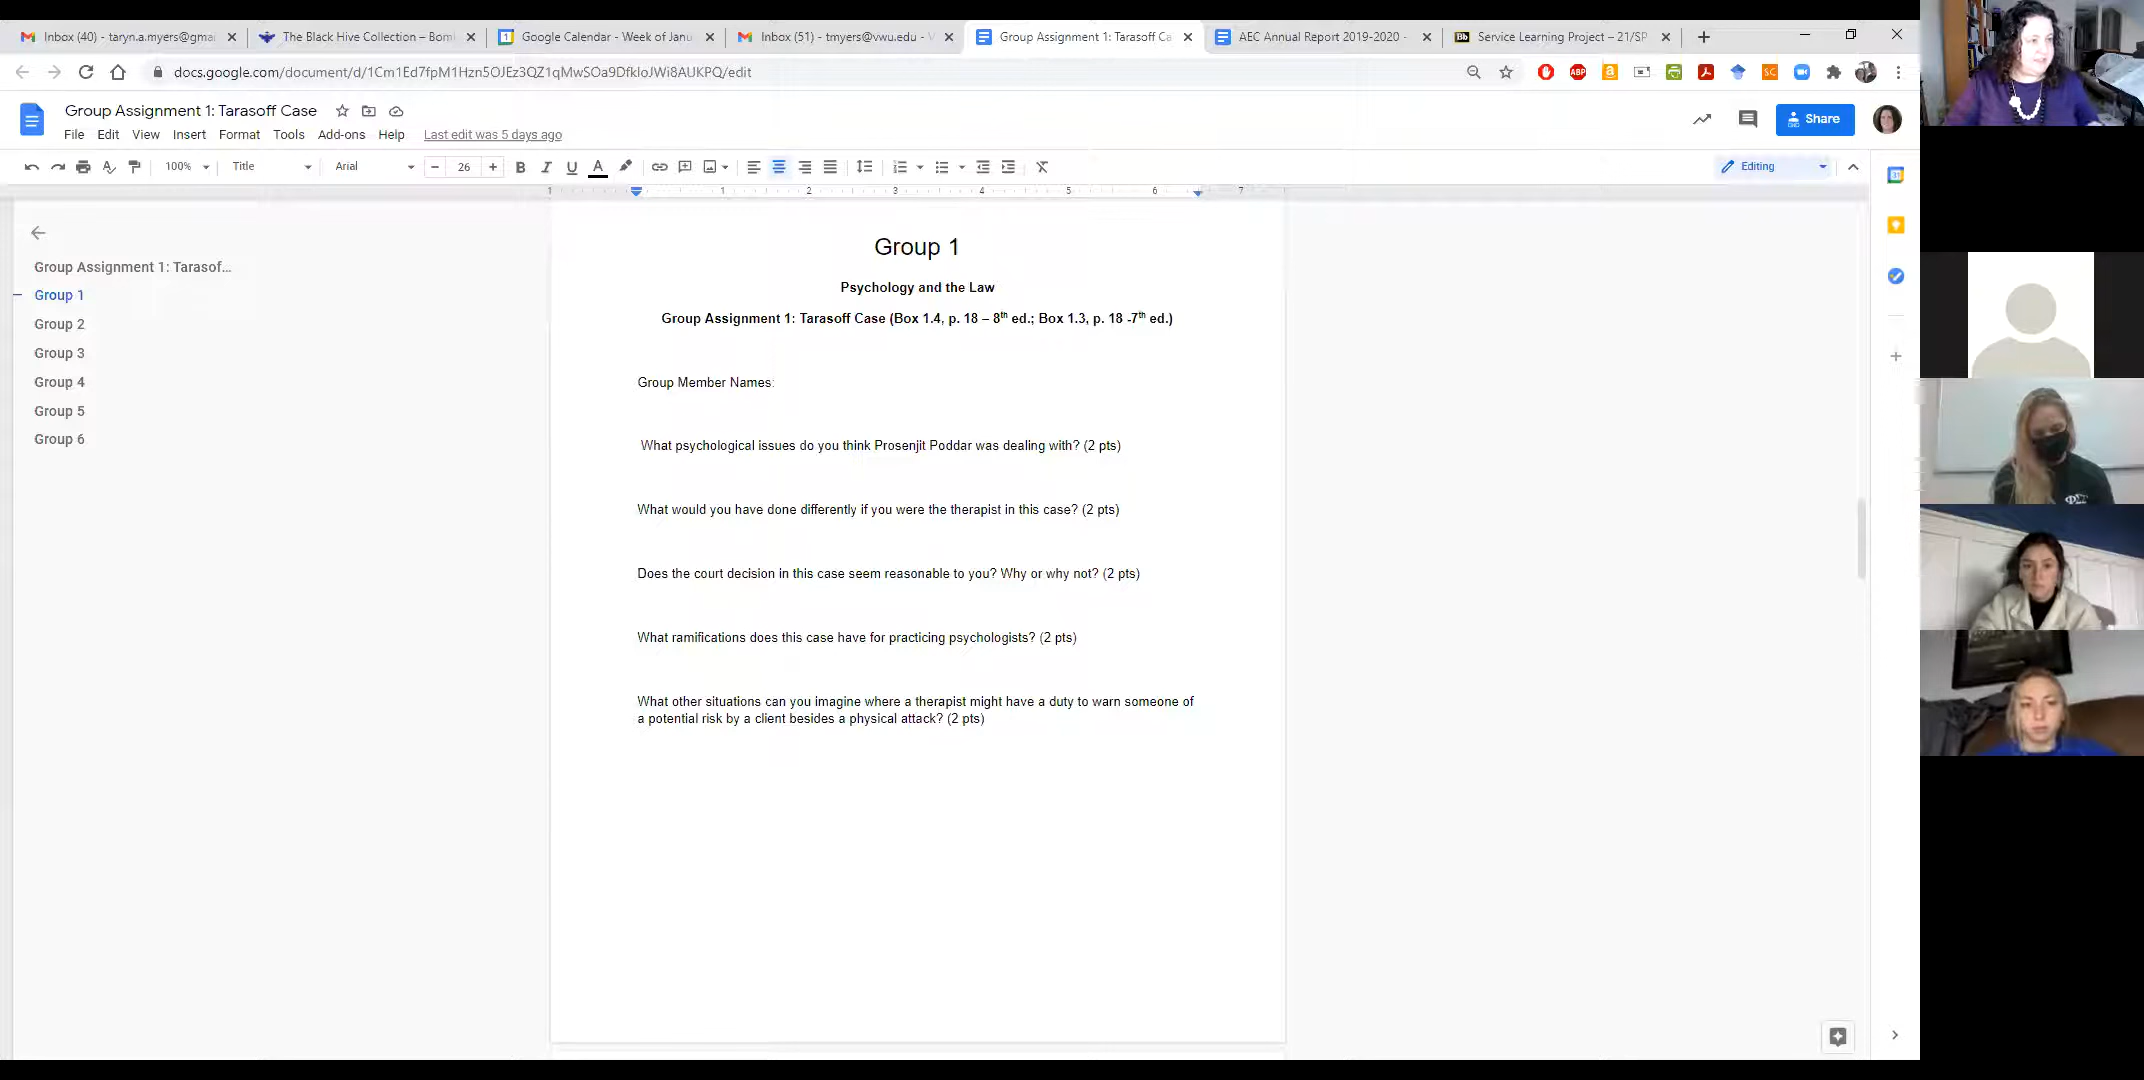 Inbox (40) - taryn.a.myers@gmai
The Black Hive Collection – Bom
Google Calendar - Week of Janu
Inbox (51) - tmyers@vwu.edu - V
Group Assignment 1: Tarasoff Ca
AEC Annual Report 2019-2020 -
Service Learning Project – 21/SP
docs.google.com/document/d/1Cm1Ed7fpM1Hzn5OJEz3QZ1qMwSOa9DfkloJWi8AUKPQ/edit
Group Assignment 1: Tarasoff Case
File Edit View Insert Format Tools Add-ons Help Last edit was 5 days ago
Share
100% Title Arial 26 B I U A
Editing
1 1 2 3 4 5 6 7
Group Assignment 1: Tarasof...
Group 1
Group 2
Group 3
Group 4
Group 5
Group 6
Group 1
Psychology and the Law
Group Assignment 1: Tarasoff Case (Box 1.4, p. 18 – 8th ed.; Box 1.3, p. 18 -7th ed.)
Group Member Names:
What psychological issues do you think Prosenjit Poddar was dealing with? (2 pts)
What would you have done differently if you were the therapist in this case? (2 pts)
Does the court decision in this case seem reasonable to you? Why or why not? (2 pts)
What ramifications does this case have for practicing psychologists? (2 pts)
What other situations can you imagine where a therapist might have a duty to warn someone of
a potential risk by a client besides a physical attack? (2 pts)